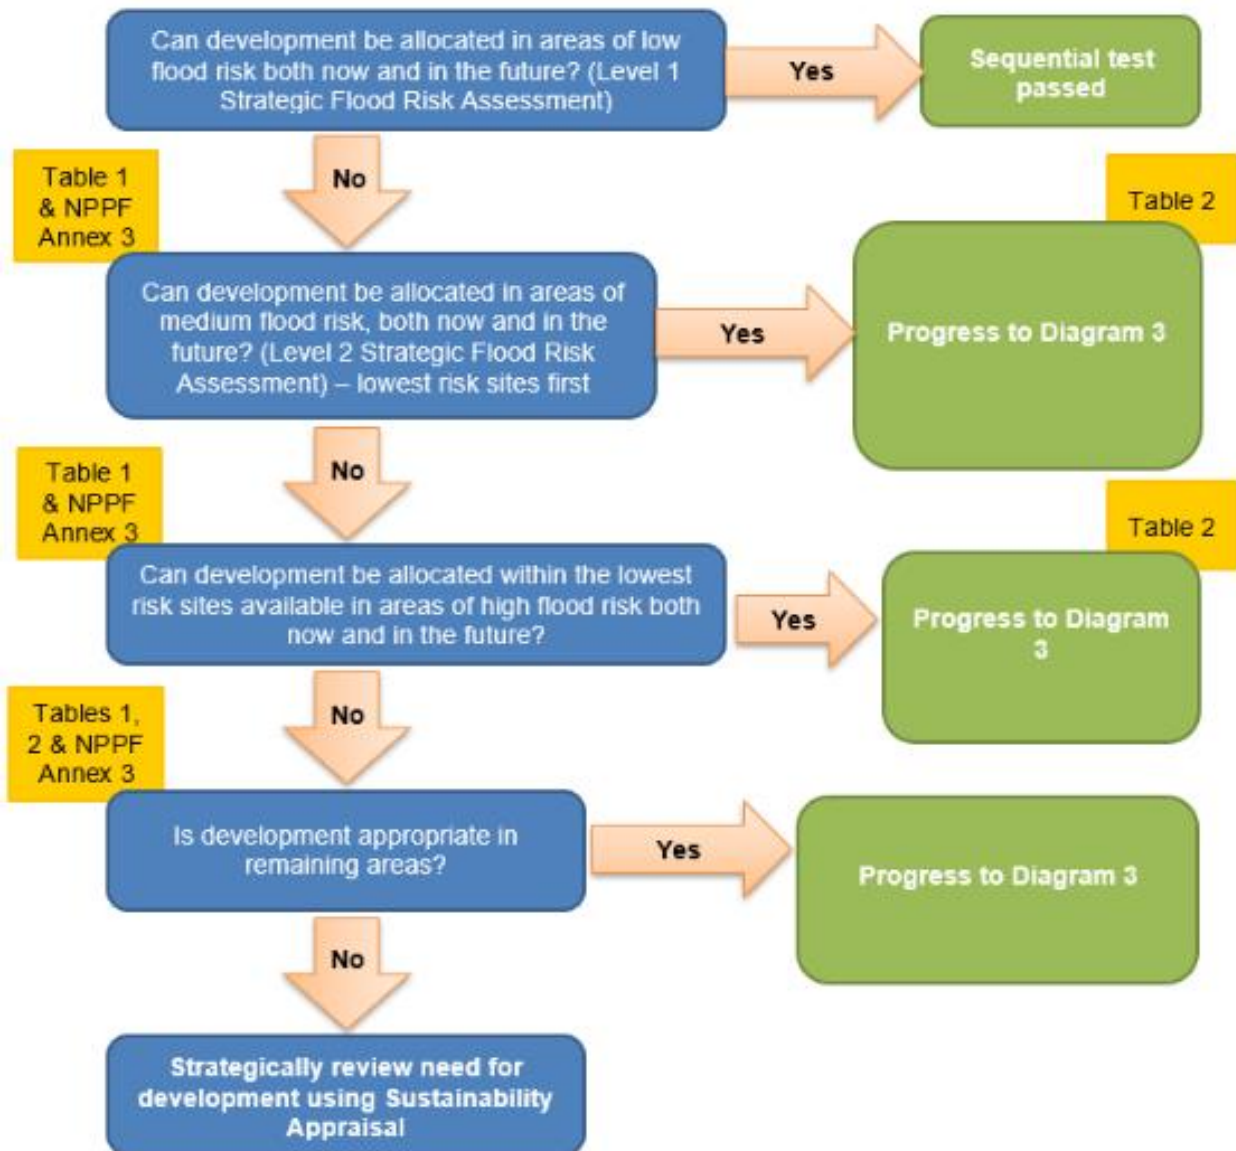 Can development be allocated in areas of low
flood risk both now and in the future? (Level 1
Strategic Flood Risk Assessment)
Yes
Sequential test
passed
No
Table 1
& NPPF
Annex 3
Table 2
Can development be allocated in areas of
medium flood risk, both now and in the
future? (Level 2 Strategic Flood Risk
Assessment) – lowest risk sites first
Yes
Progress to Diagram 3
No
Table 1
& NPPF
Annex 3
Table 2
Can development be allocated within the lowest
risk sites available in areas of high flood risk both
now and in the future?
Yes
Progress to Diagram
3
No
Tables 1,
2 & NPPF
Annex 3
Is development appropriate in
remaining areas?
Yes
Progress to Diagram 3
No
Strategically review need for
development using Sustainability
Appraisal